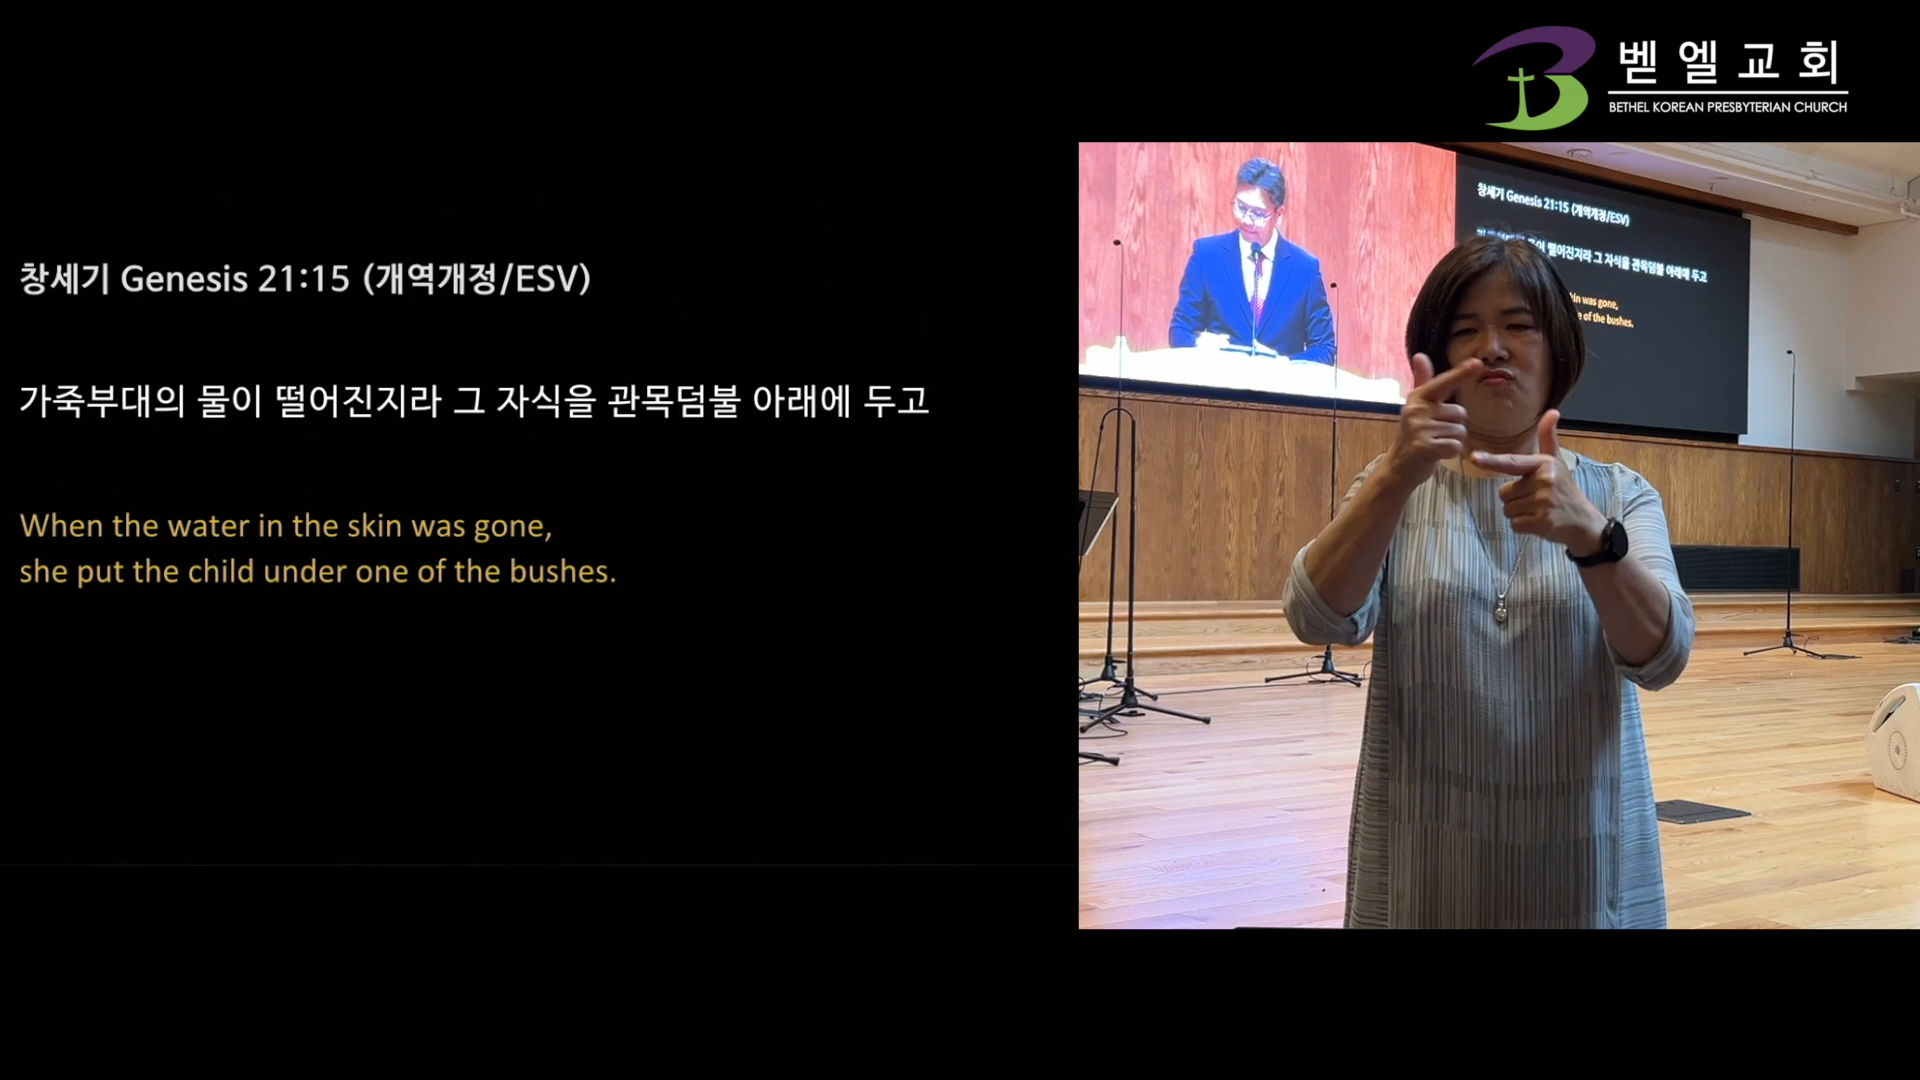 벧엘교회
BETHEL KOREAN PRESBYTERIAN CHURCH
창세기 Genesis 21:15 (개역개정/ESV)
가죽부대의 물이 떨어진지라 그 자식을 관목덤불 아래에 두고
When the water in the skin was gone,
she put the child under one of the bushes.
창세기 Genesis 21:15 (개역개정/ESV)
떨어진지라 그 자식을 관목덤불 아래에 두고
skin was gone,
one of the bushes.